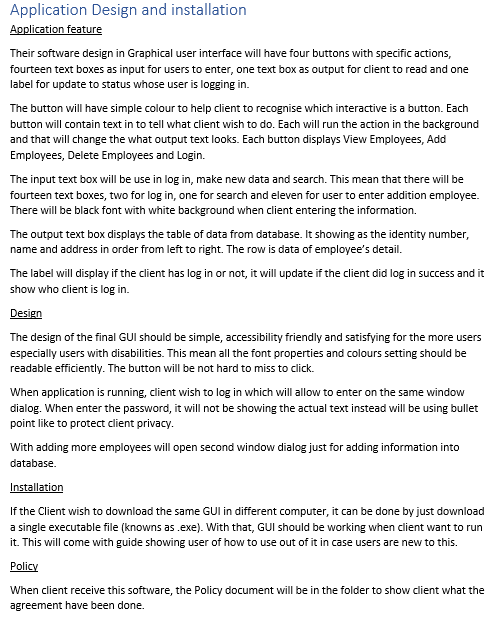 Application Design and installation
Application feature
Their software design in Graphical user interface will have four buttons with specific actions,
fourteen text boxes as input for users to enter, one text box as output for client to read and one
label for update to status whose user is logging in.
The button will have simple colour to help client to recognise which interactive is a button. Each
button will contain text in to tell what client wish to do. Each will run the action in the background
and that will change the what output text looks. Each button displays View Employees, Add
Employees, Delete Employees and Login.
The input text box will be use in log in, make new data and search. This mean that there will be
fourteen text boxes, two for log in, one for search and eleven for user to enter addition employee.
There will be black font with white background when client entering the information.
The output text box displays the table of data from database. It showing as the identity number,
name and address in order from left to right. The row is data of employee's detail.
The label will display if the client has log in or not, it will update if the client did log in success and it
show who client is log in.
Design
The design of the final GUI should be simple, accessibility friendly and satisfying for the more users
especially users with disabilities. This mean all the font properties and colours setting should be
readable efficiently. The button will be not hard to miss to click.
When application is running, client wish to log in which will allow to enter on the same window
dialog. When enter the password, it will not be showing the actual text instead will be using bullet
point like to protect client privacy.
With adding more employees will open second window dialog just for adding information into
database.
Installation
If the Client wish to download the same GUI in different computer, it can be done by just download
a single executable file (knowns as .exe). With that, GUI should be working when client want to run
it. This will come with guide showing user of how to use out of it in case users are new to this.
Policy
When client receive this software, the Policy document will be in the folder to show client what the
agreement have been done.